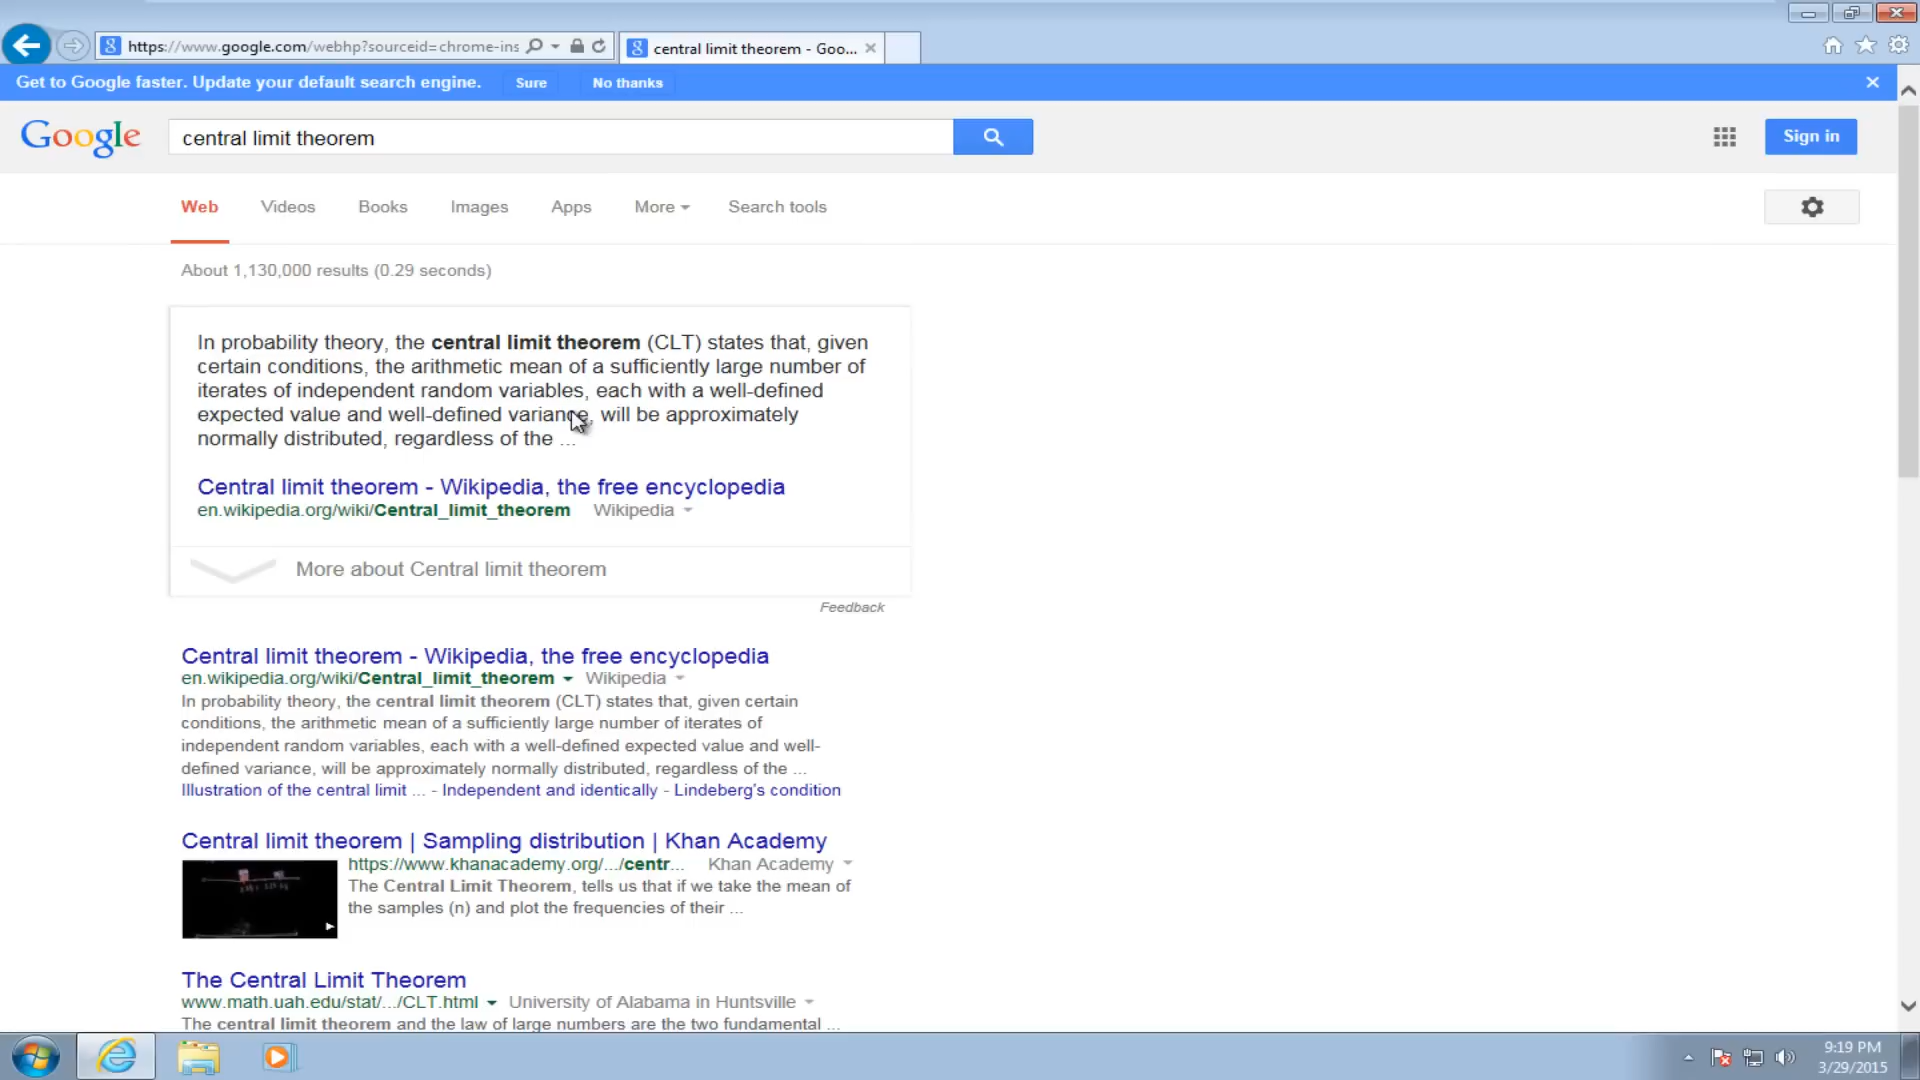 https://www.google.com/webhp?sourceid=chrome-ins
central limit theorem - Goo...
Get to Google faster. Update your default search engine.
Sure
No thanks
Google
central limit theorem
Sign in
Web
Videos
Books
Images
Apps
More
Search tools
About 1,130,000 results (0.29 seconds)
In probability theory, the central limit theorem (CLT) states that, given
certain conditions, the arithmetic mean of a sufficiently large number of
iterates of independent random variables, each with a well-defined
expected value and well-defined variance, will be approximately
normally distributed, regardless of the ...
Central limit theorem - Wikipedia, the free encyclopedia
en.wikipedia.org/wiki/Central_limit_theorem Wikipedia
More about Central limit theorem
Feedback
Central limit theorem - Wikipedia, the free encyclopedia
en.wikipedia.org/wiki/Central_limit_theorem Wikipedia
In probability theory, the central limit theorem (CLT) states that, given certain
conditions, the arithmetic mean of a sufficiently large number of iterates of
independent random variables, each with a well-defined expected value and well-
defined variance, will be approximately normally distributed, regardless of the ...
Illustration of the central limit ... - Independent and identically - Lindeberg's condition
Central limit theorem | Sampling distribution | Khan Academy
https://www.khanacademy.org/.../centr... Khan Academy
The Central Limit Theorem, tells us that if we take the mean of
the samples (n) and plot the frequencies of their ...
The Central Limit Theorem
www.math.uah.edu/stat/.../CLT.html University of Alabama in Huntsville
The central limit theorem and the law of large numbers are the two fundamental ...
9:19 PM
3/29/2015